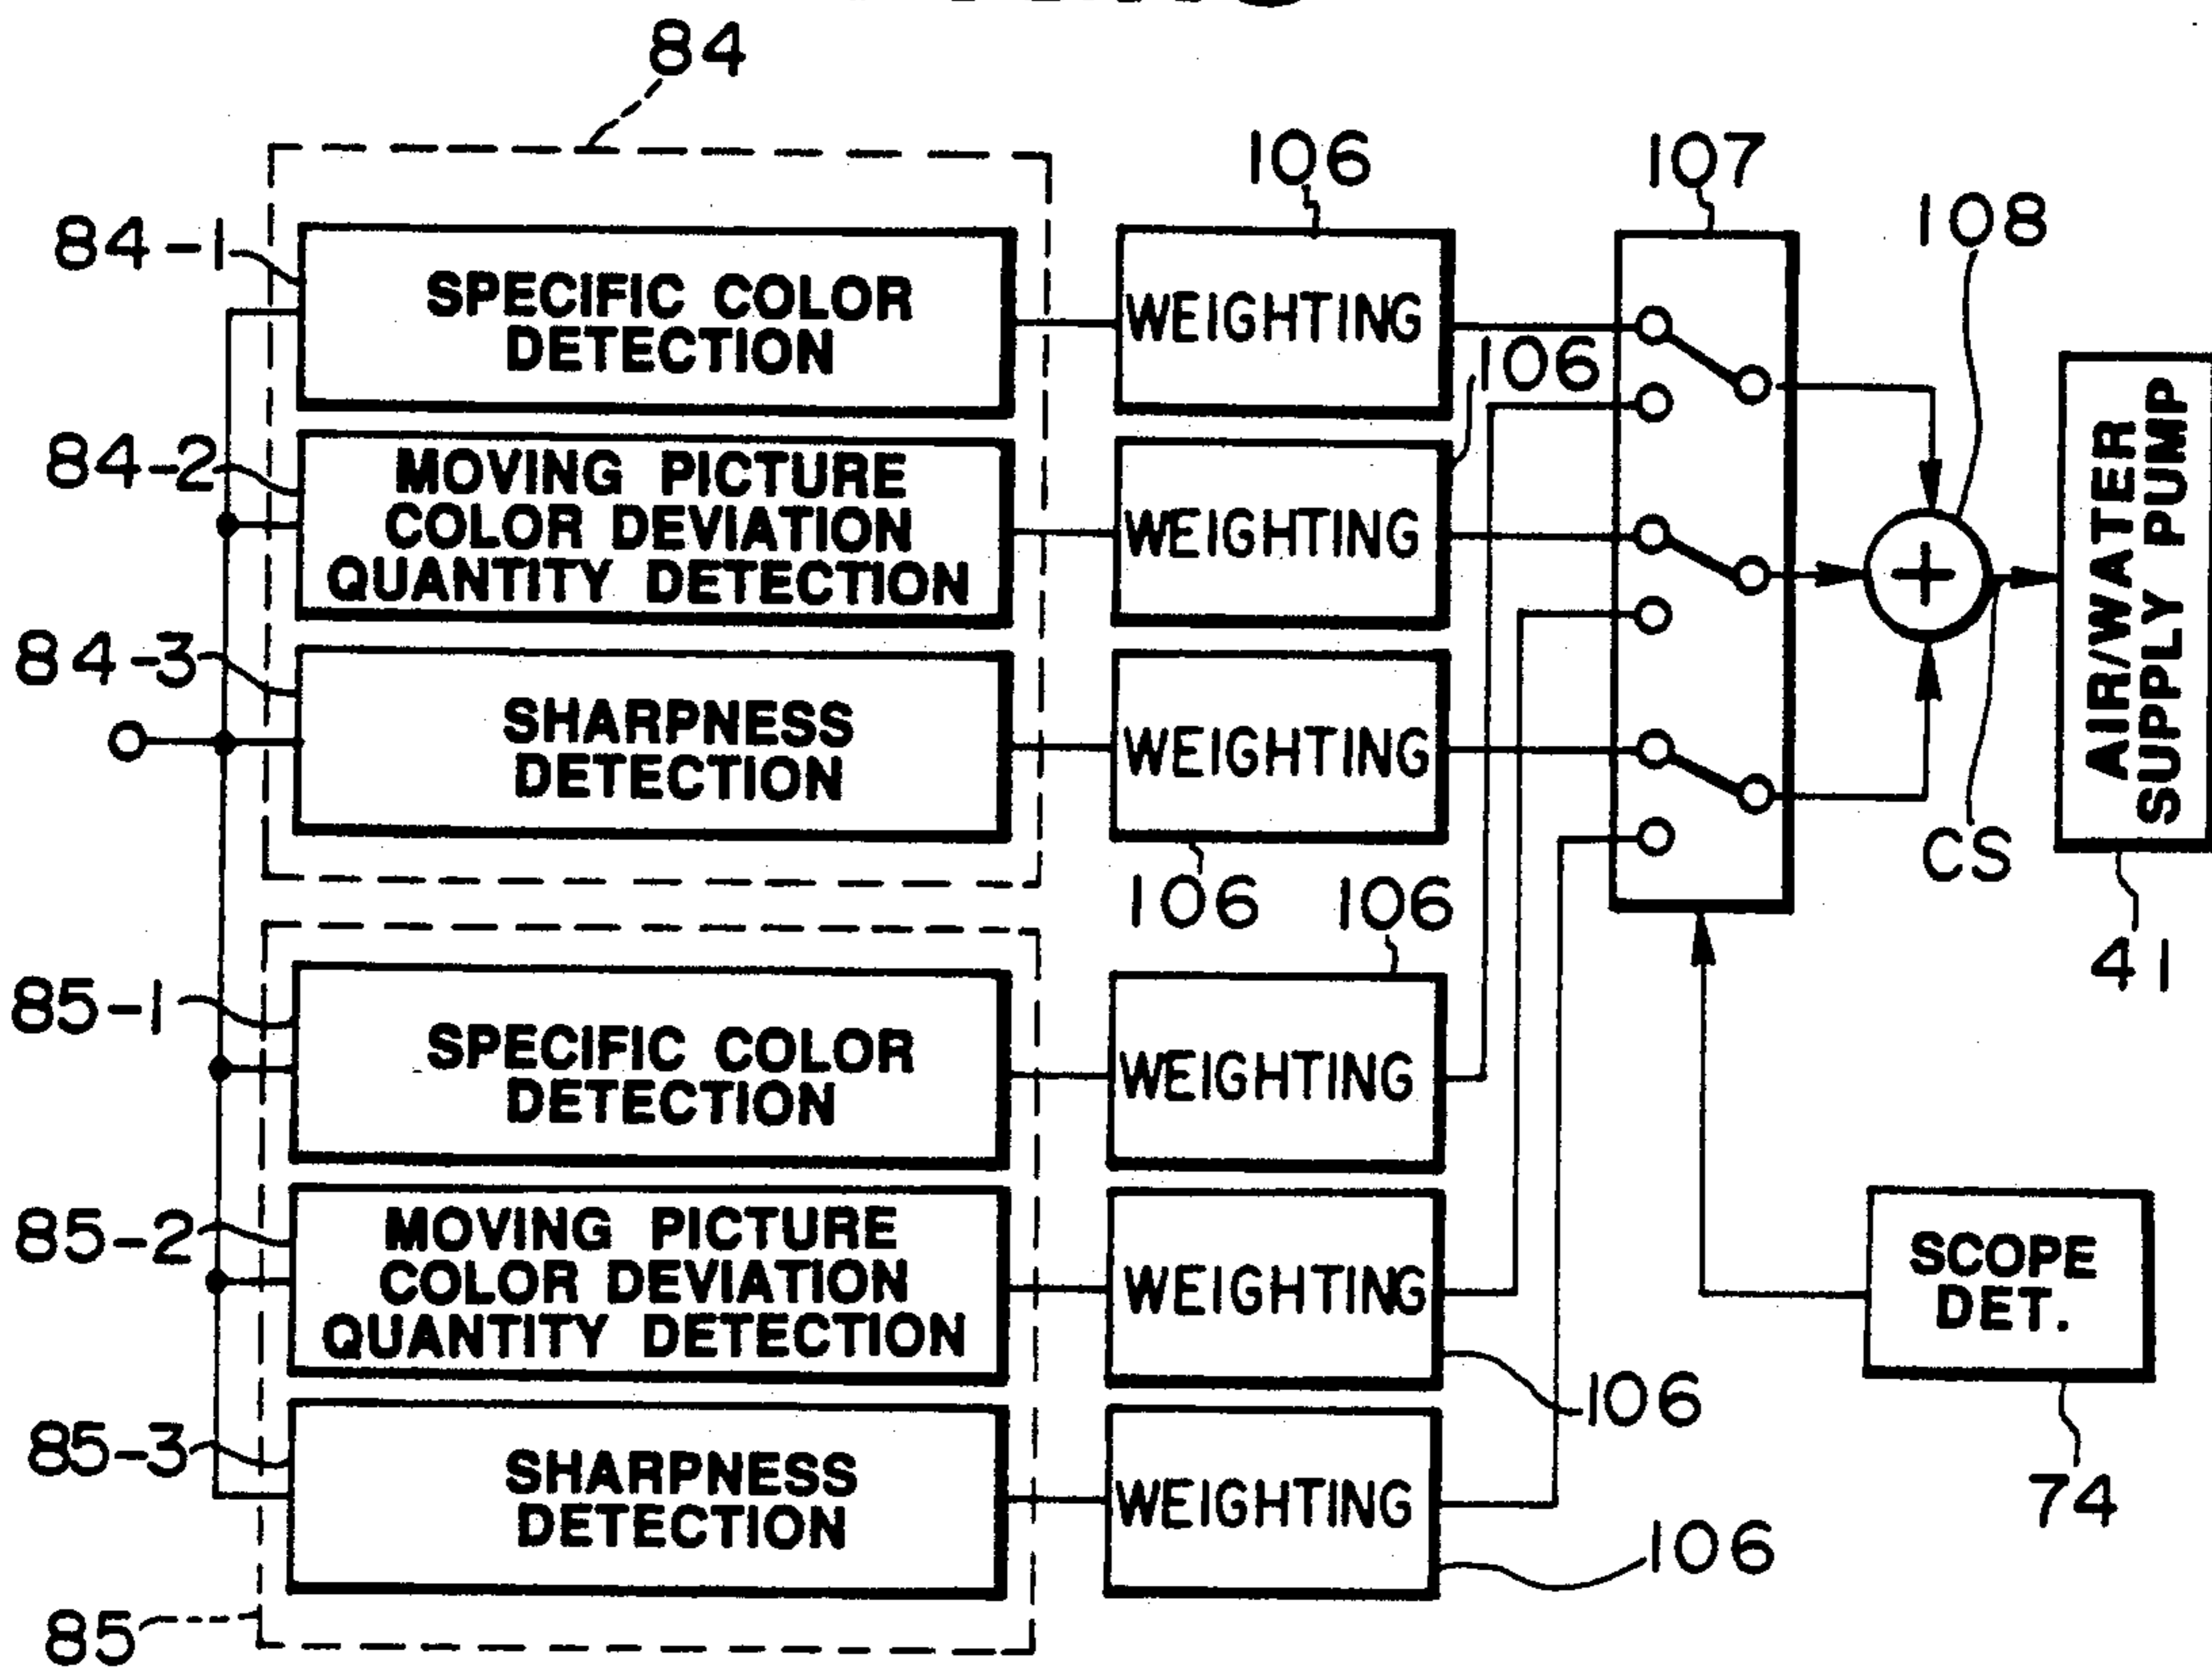 84
106
107
108
84-1
SPECIFIC COLOR
DETECTION
WEIGHTING
106
84-2
MOVING PICTURE
COLOR DEVIATION
QUANTITY DETECTION
WEIGHTING
AIR/WATER
SUPPLY PUMP
84-3
SHARPNESS
DETECTION
WEIGHTING
CS
106
106
41
85-1
SPECIFIC COLOR
DETECTION
WEIGHTING
85-2
MOVING PICTURE
COLOR DEVIATION
QUANTITY DETECTION
WEIGHTING
SCOPE
DET.
106
85-3
SHARPNESS
DETECTION
WEIGHTING
74
106
85